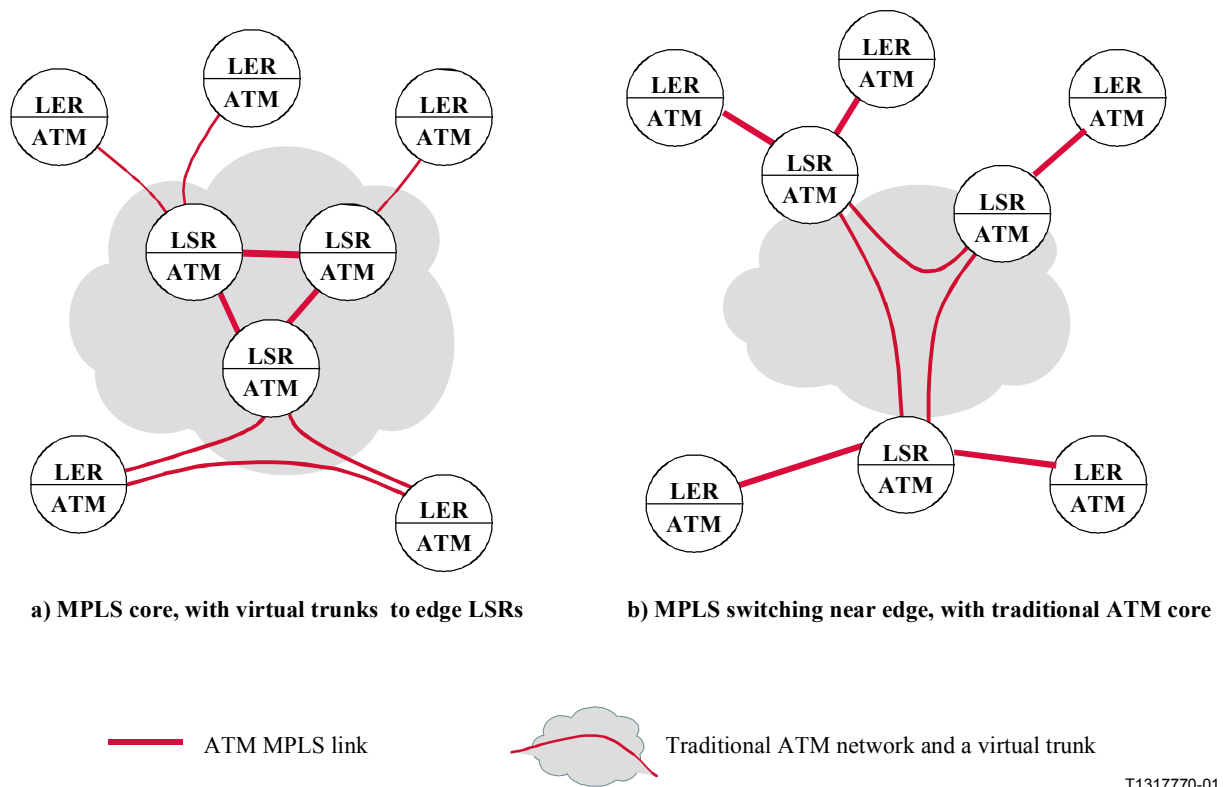 LER
ATM
LER
ATM
LER
ATM
LSR
ATM
LSR
ATM
LSR
ATM
LER
ATM
LER
ATM
a) MPLS core, with virtual trunks to edge LSRs
LER
ATM
LER
ATM
LER
ATM
LSR
ATM
LSR
ATM
LSR
ATM
LER
ATM
LER
ATM
b) MPLS switching near edge, with traditional ATM core
ATM MPLS link
Traditional ATM network and a virtual trunk
T1317770-01